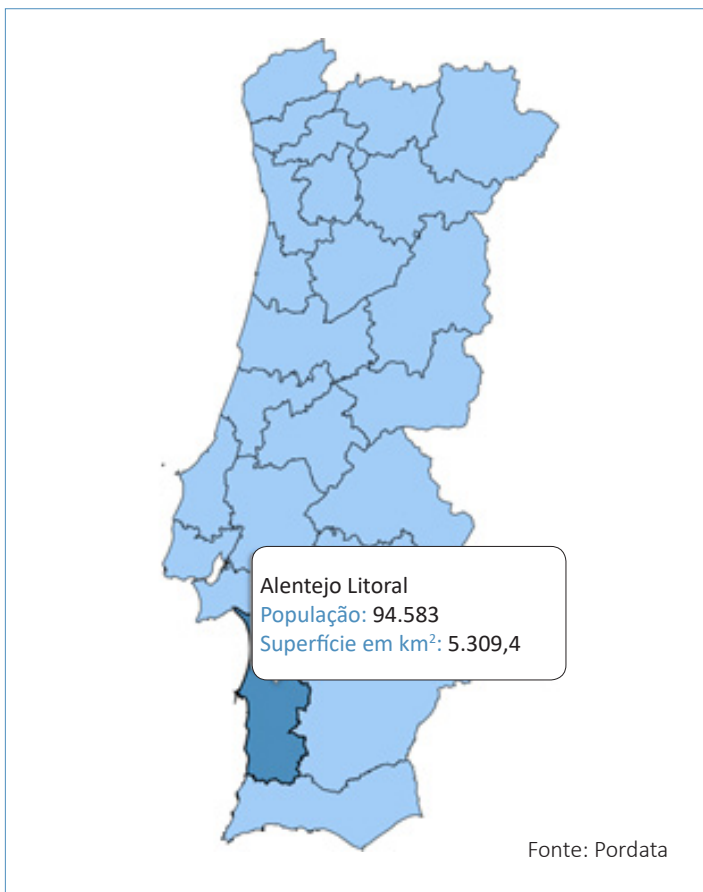 Alentejo Litoral
População: 94.583
Superfície em km²: 5.309,4
Fonte: Pordata